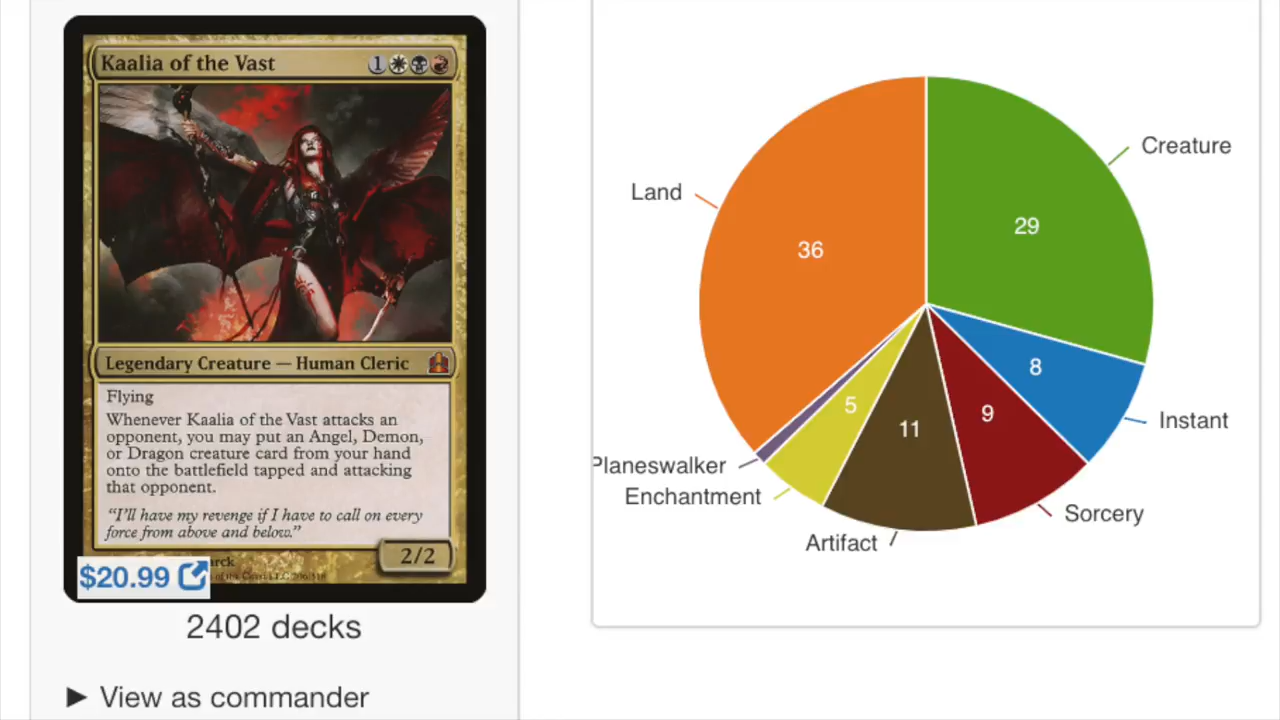 Kaalia of the Vast
1
Legendary Creature — Human Cleric
Flying
Whenever Kaalia of the Vast attacks an
opponent, you may put an Angel, Demon,
or Dragon creature card from your hand
onto the battlefield tapped and attacking
that opponent.
“I’ll have my revenge if I have to call on every
force from above and below.”
2/2
$20.99
2402 decks
► View as commander
Creature
29
Land
36
8
Instant
5
9
11
Planeswalker
Enchantment
Sorcery
Artifact